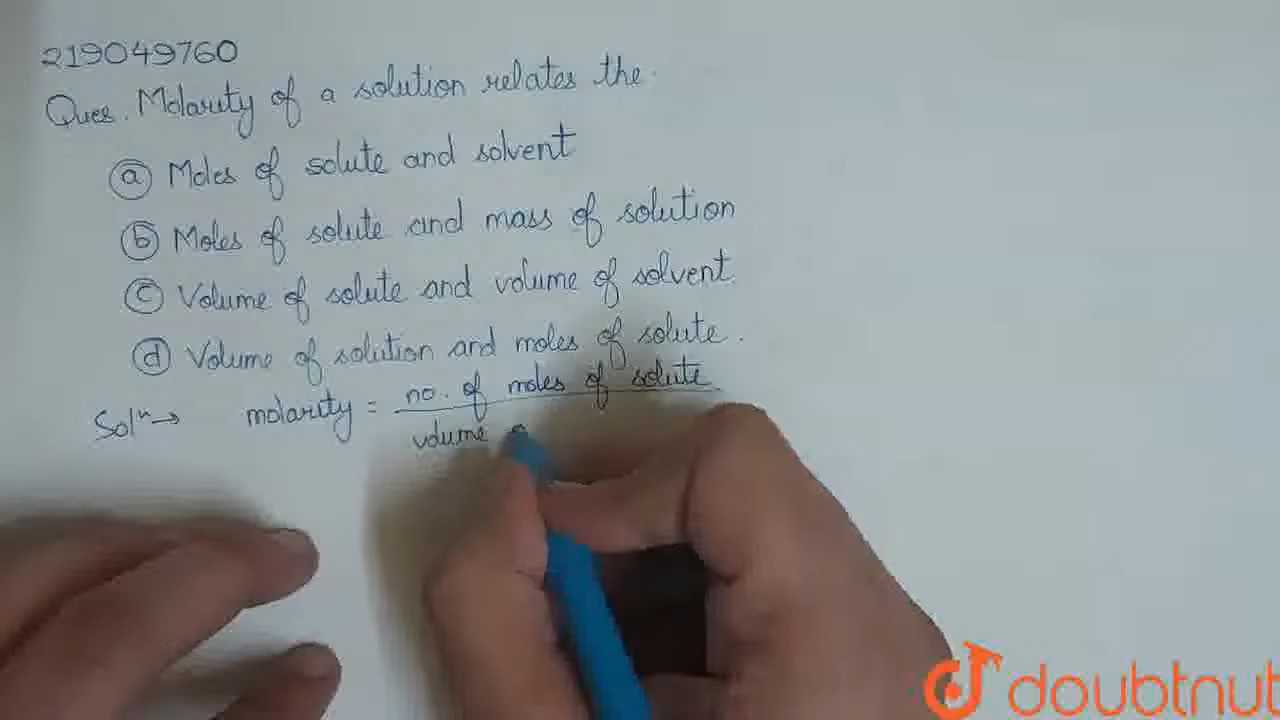 219049760
Ques. Molarity of a solution relates the
(a) Moles of solute and solvent
(b) Moles of solute and mass of solution
(c) Volume of solute and volume of solvent.
(d) Volume of solution and moles of solute.
Solⁿ → molarity = no. of moles of solute
volume
doubtnut